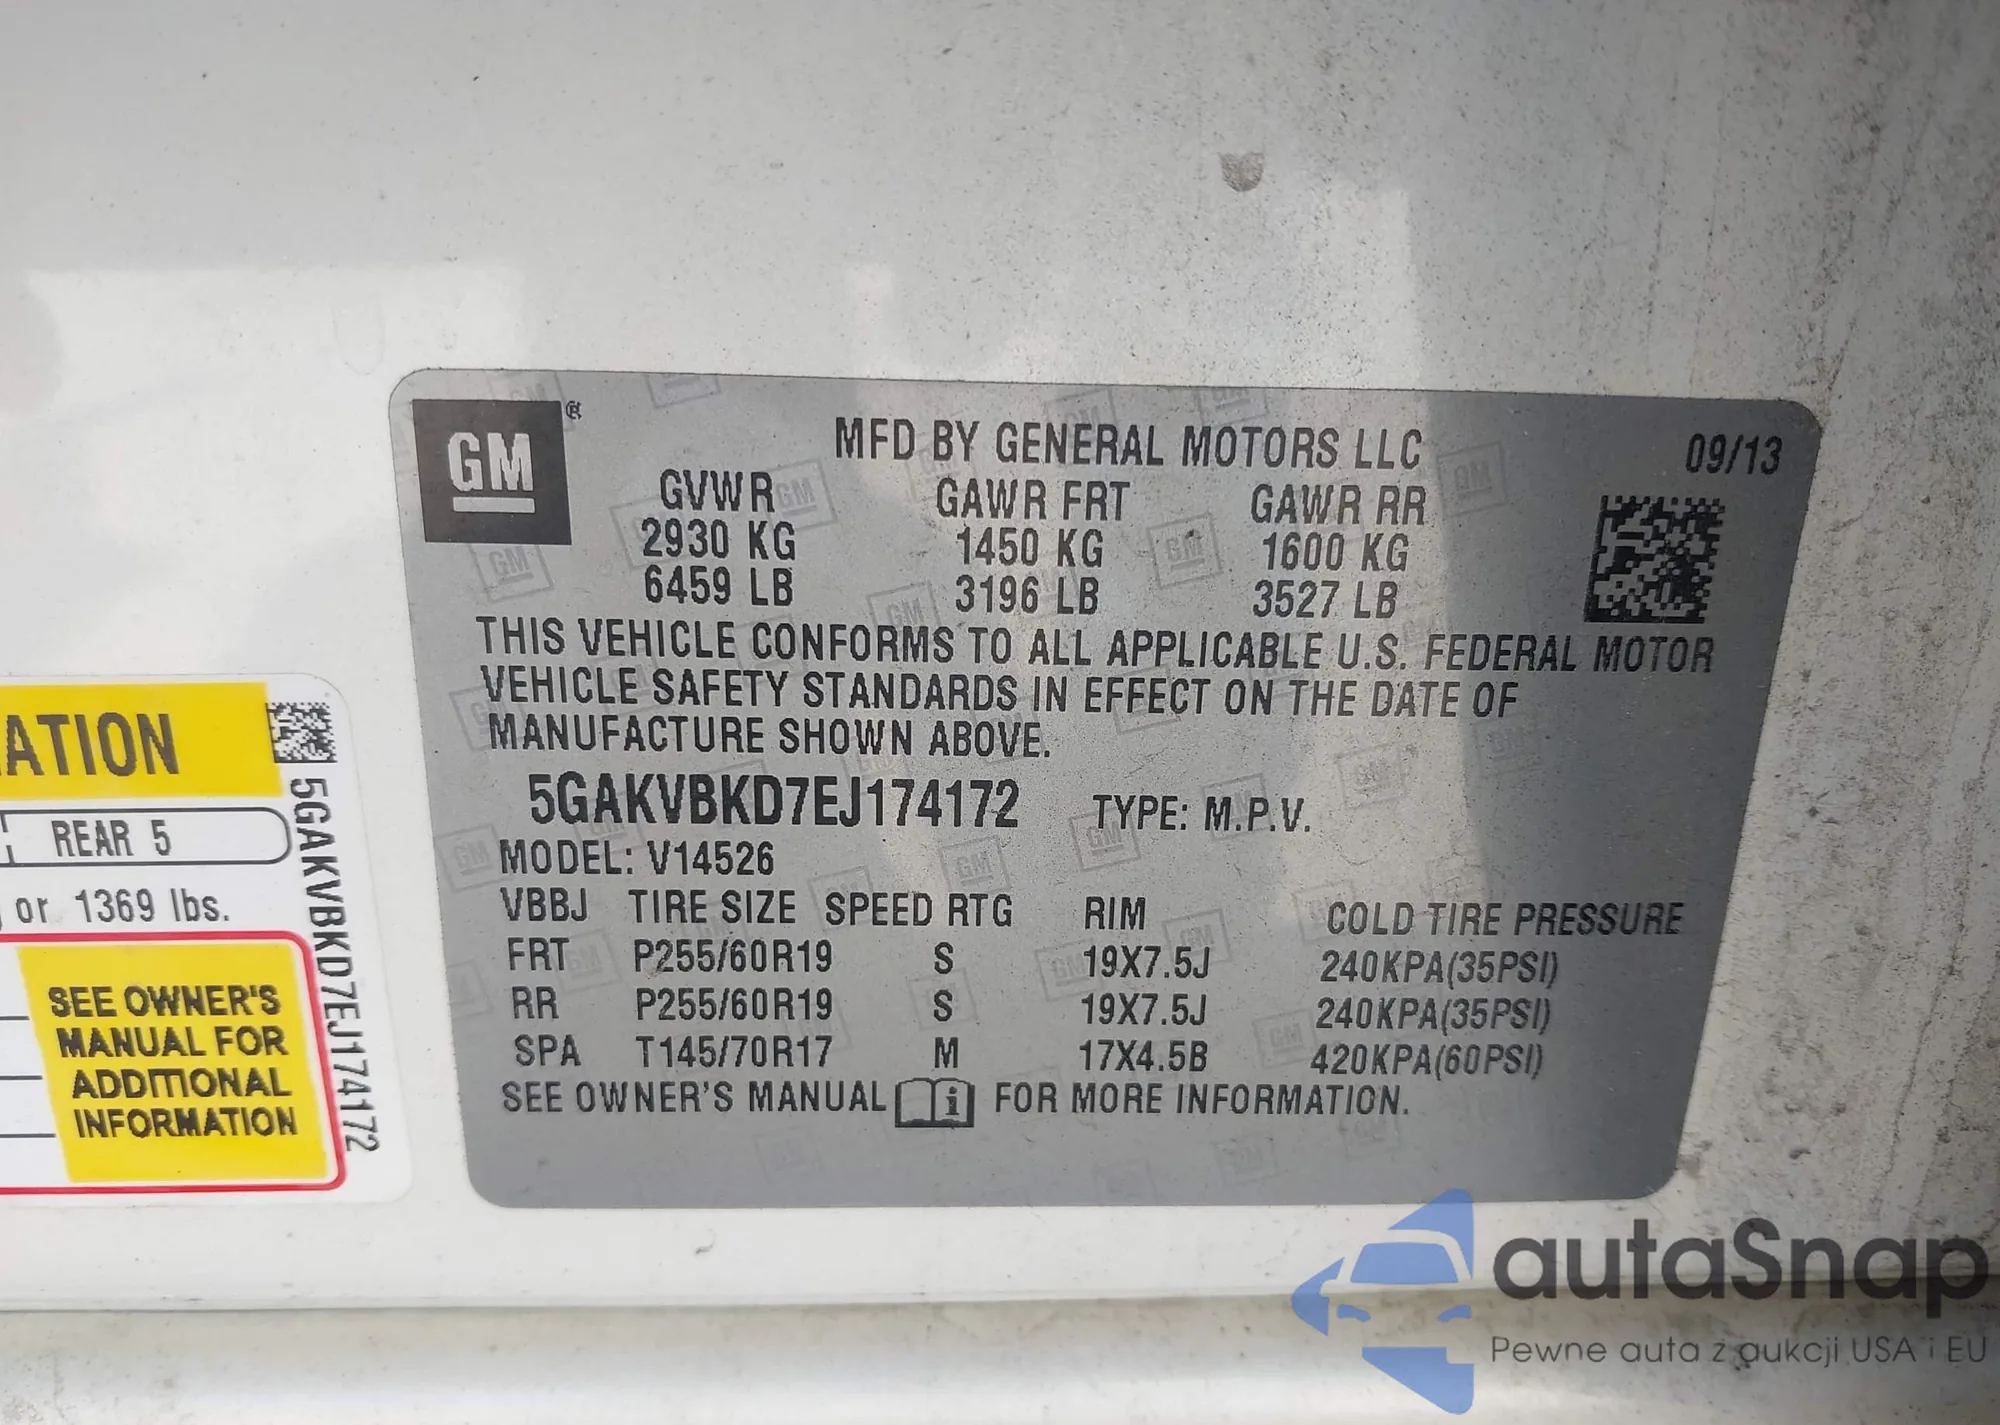 GM ®
MFD BY GENERAL MOTORS LLC 09/13
GVWR GAWR FRT GAWR RR
2930 KG 1450 KG 1600 KG
6459 LB 3196 LB 3527 LB
THIS VEHICLE CONFORMS TO ALL APPLICABLE U.S. FEDERAL MOTOR
VEHICLE SAFETY STANDARDS IN EFFECT ON THE DATE OF
MANUFACTURE SHOWN ABOVE.
5GAKVBKD7EJ174172 TYPE: M.P.V.
MODEL: V14526
VBBJ TIRE SIZE SPEED RTG RIM COLD TIRE PRESSURE
FRT P255/60R19 S 19X7.5J 240KPA(35PSI)
RR P255/60R19 S 19X7.5J 240KPA(35PSI)
SPA T145/70R17 M 17X4.5B 420KPA(60PSI)
SEE OWNER'S MANUAL i FOR MORE INFORMATION.
ATION
REAR 5
or 1369 lbs.
SEE OWNER'S
MANUAL FOR
ADDITIONAL
INFORMATION
5GAKVBKD7EJ174172
autaSnap
Pewne auta z aukcji USA i EU